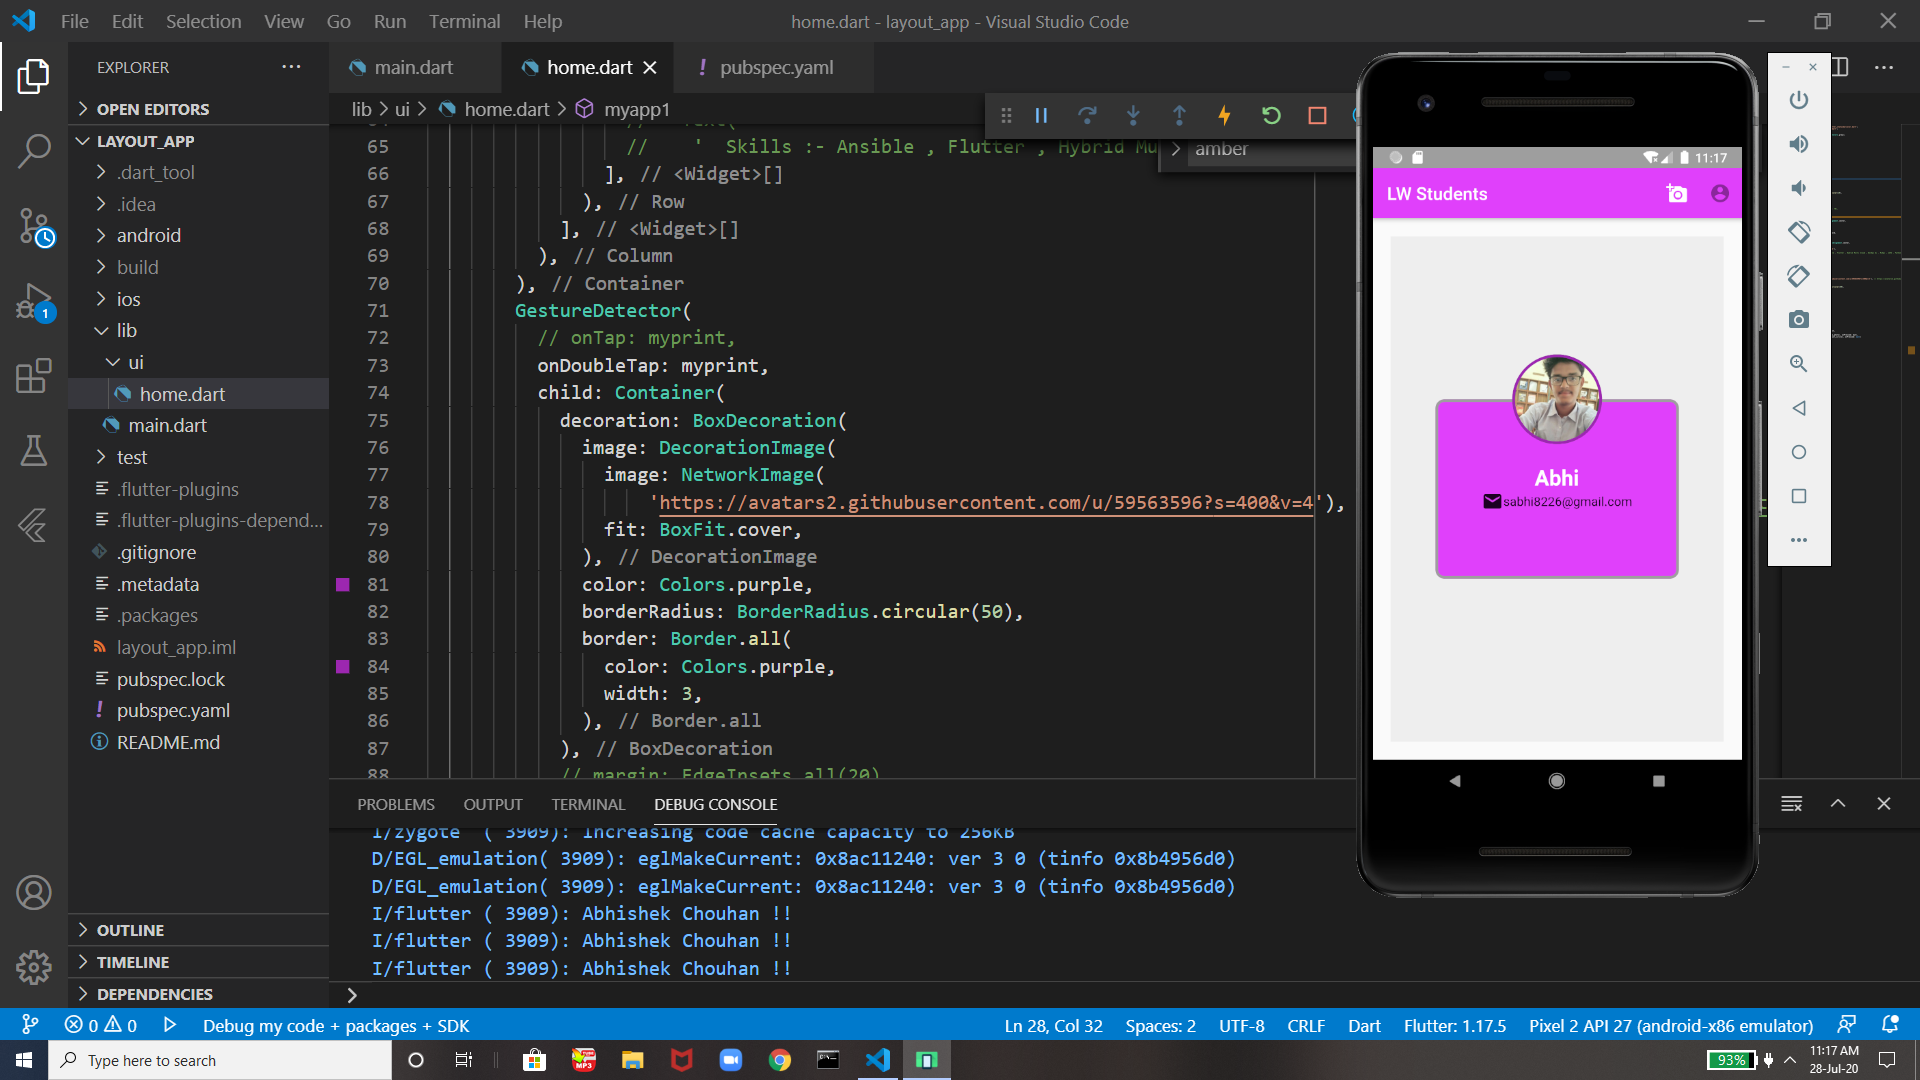 File Edit Selection View Go Run Terminal Help
home.dart - layout_app - Visual Studio Code
EXPLORER
OPEN EDITORS
LAYOUT_APP
.dart_tool
.idea
android
build
ios
lib
ui
home.dart
main.dart
test
.flutter-plugins
.flutter-plugins-depend...
.gitignore
.metadata
.packages
layout_app.iml
pubspec.lock
! pubspec.yaml
README.md
OUTLINE
TIMELINE
DEPENDENCIES
1
main.dart
home.dart
! pubspec.yaml
lib > ui > home.dart > myapp1
amber
65 // ' Skills :- Ansible , Flutter , Hybrid Mu
66 ], // <Widget>[]
67 ), // Row
68 ], // <Widget>[]
69 ), // Column
70 ), // Container
71 GestureDetector(
72 // onTap: myprint,
73 onDoubleTap: myprint,
74 child: Container(
75 decoration: BoxDecoration(
76 image: DecorationImage(
77 image: NetworkImage(
78 'https://avatars2.githubusercontent.com/u/59563596?s=400&v=4'),
79 fit: BoxFit.cover,
80 ), // DecorationImage
81 color: Colors.purple,
82 borderRadius: BorderRadius.circular(50),
83 border: Border.all(
84 color: Colors.purple,
85 width: 3,
86 ), // Border.all
87 ), // BoxDecoration
88 // margin: EdgeInsets.all(20)
PROBLEMS OUTPUT TERMINAL DEBUG CONSOLE
I/zygote ( 3909): Increasing code cache capacity to 256KB
D/EGL_emulation( 3909): eglMakeCurrent: 0x8ac11240: ver 3 0 (tinfo 0x8b4956d0)
D/EGL_emulation( 3909): eglMakeCurrent: 0x8ac11240: ver 3 0 (tinfo 0x8b4956d0)
I/flutter ( 3909): Abhishek Chouhan !!
I/flutter ( 3909): Abhishek Chouhan !!
I/flutter ( 3909): Abhishek Chouhan !!
11:17
LW Students
Abhi
sabhi8226@gmail.com
0 0
Debug my code + packages + SDK
Ln 28, Col 32 Spaces: 2 UTF-8 CRLF Dart Flutter: 1.17.5 Pixel 2 API 27 (android-x86 emulator)
Type here to search
MP3
93%
11:17 AM
28-Jul-20